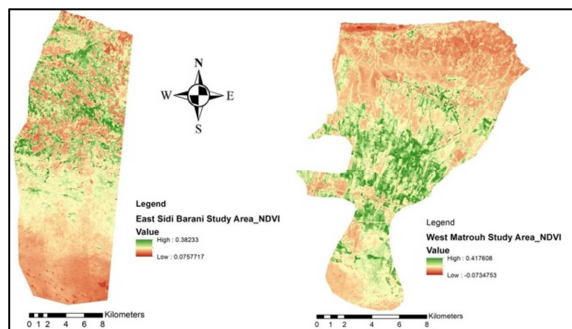 N
W E
S
Legend
East Sidi Barani Study Area_NDVI
Value
High : 0.38233
Low : 0.0757717
Kilometers
0 1 2 4 6 8
Legend
West Matrouh Study Area_NDVI
Value
High : 0.417608
Low : -0.0734753
Kilometers
0 1 2 4 6 8